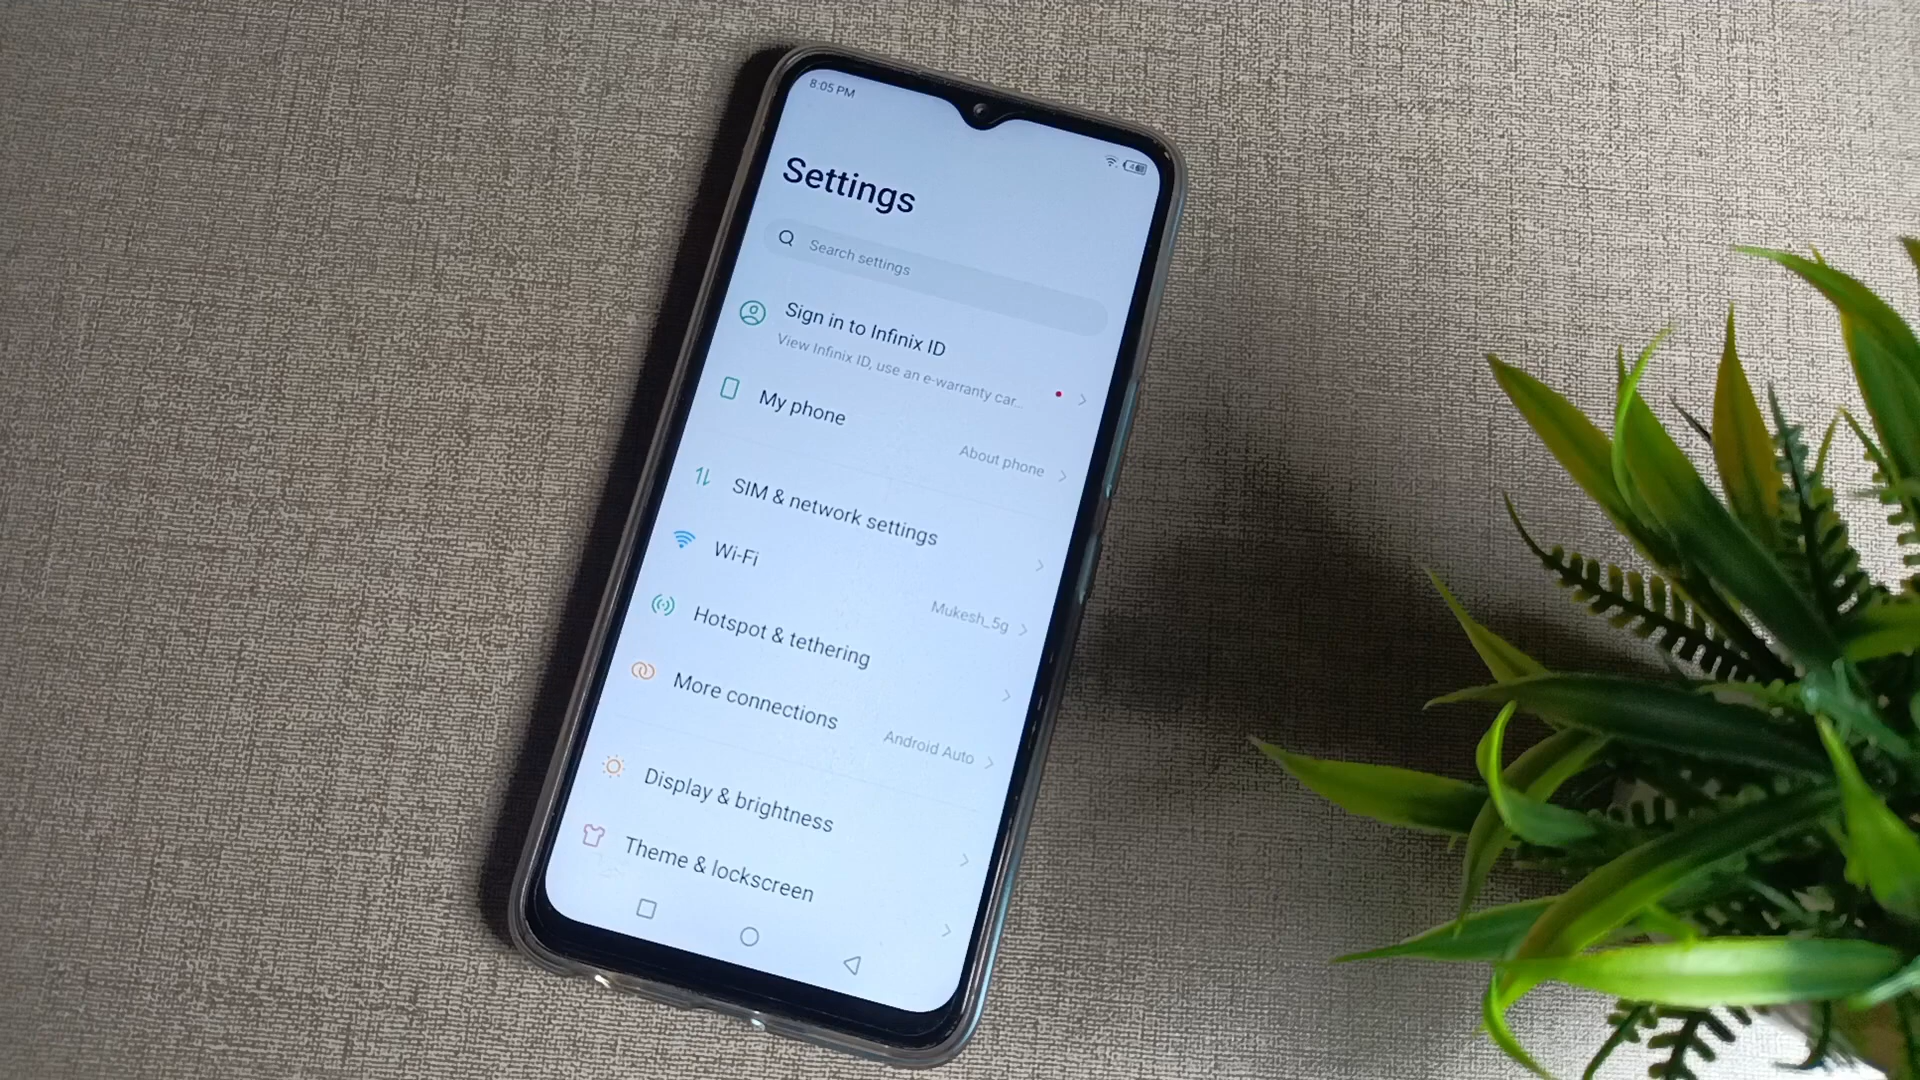 8:05 PM
Settings
Search settings
Sign in to Infinix ID
View Infinix ID, use an e-warranty car...
My phone
About phone
SIM & network settings
Wi-Fi
Mukesh_5g
Hotspot & tethering
More connections
Android Auto
Display & brightness
Theme & lockscreen